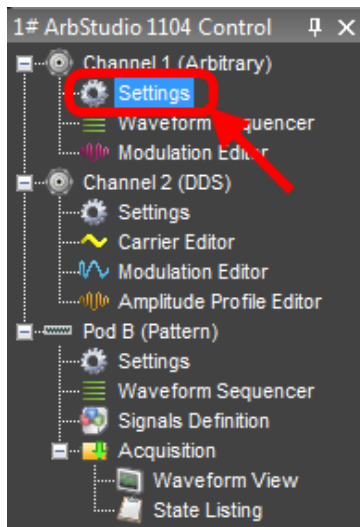 1# ArbStudio 1104 Control
Channel 1 (Arbitrary)
Settings
Waveform Sequencer
Modulation Editor
Channel 2 (DDS)
Settings
Carrier Editor
Modulation Editor
Amplitude Profile Editor
Pod B (Pattern)
Settings
Waveform Sequencer
Signals Definition
Acquisition
Waveform View
State Listing